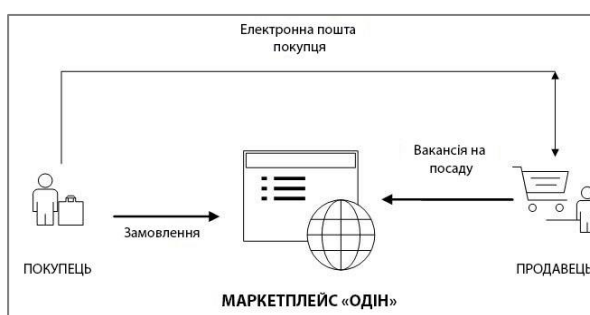 Електронна пошта
покупця
Вакансія на
посаду
Замовлення
ПОКУПЕЦЬ
ПРОДАВЕЦЬ
МАРКЕТПЛЕЙС «ОДІН»